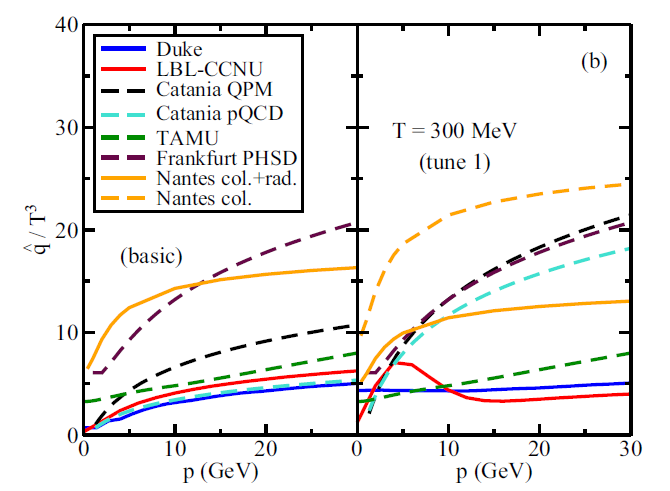 40
30
20
10
0
q̂ / T³
Duke
LBL-CCNU
Catania QPM
Catania pQCD
TAMU
Frankfurt PHSD
Nantes col.+rad.
Nantes col.
(basic)
(b)
T = 300 MeV
(tune 1)
0 10 20 0 10 20 30
p (GeV) p (GeV)